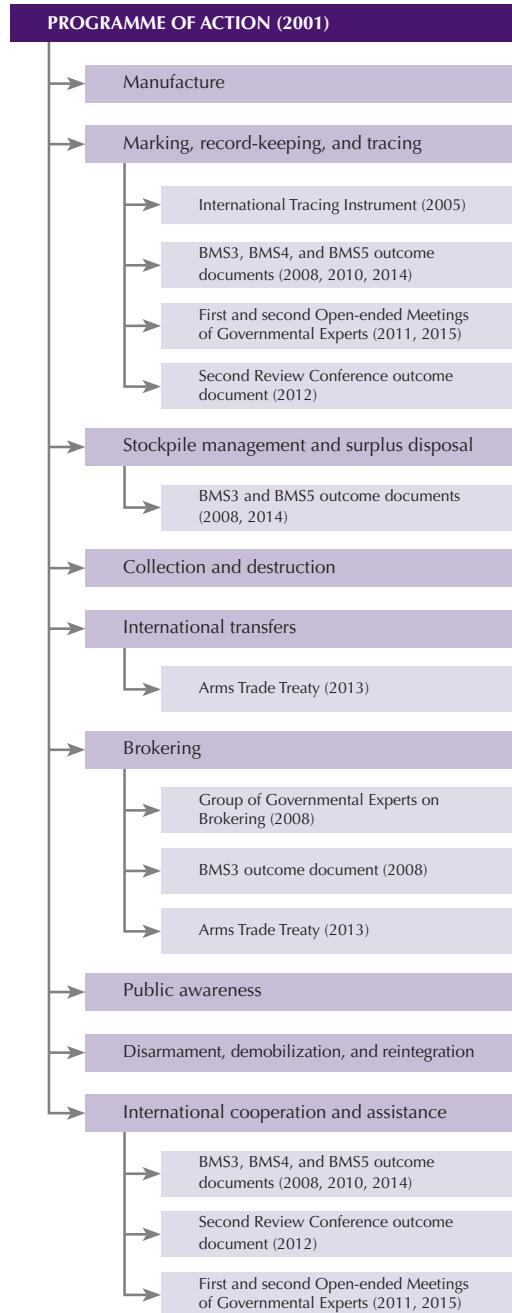 PROGRAMME OF ACTION (2001)
Manufacture
Marking, record-keeping, and tracing
International Tracing Instrument (2005)
BMS3, BMS4, and BMS5 outcome
documents (2008, 2010, 2014)
First and second Open-ended Meetings
of Governmental Experts (2011, 2015)
Second Review Conference outcome
document (2012)
Stockpile management and surplus disposal
BMS3 and BMS5 outcome documents
(2008, 2014)
Collection and destruction
International transfers
Arms Trade Treaty (2013)
Brokering
Group of Governmental Experts on
Brokering (2008)
BMS3 outcome document (2008)
Arms Trade Treaty (2013)
Public awareness
Disarmament, demobilization, and reintegration
International cooperation and assistance
BMS3, BMS4, and BMS5 outcome
documents (2008, 2010, 2014)
Second Review Conference outcome
document (2012)
First and second Open-ended Meetings
of Governmental Experts (2011, 2015)